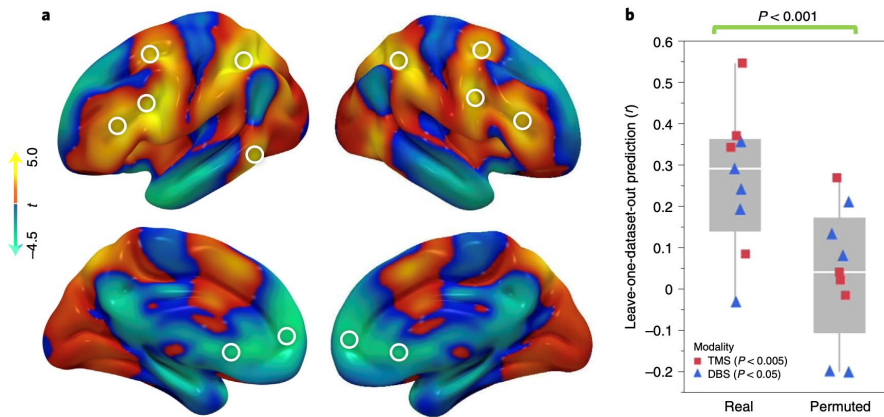 a
5.0
t
−4.5
b
P < 0.001
Leave-one-dataset-out prediction (r)
0.6
0.5
0.4
0.3
0.2
0.1
0
−0.1
−0.2
Modality
TMS (P < 0.005)
DBS (P < 0.05)
Real Permuted